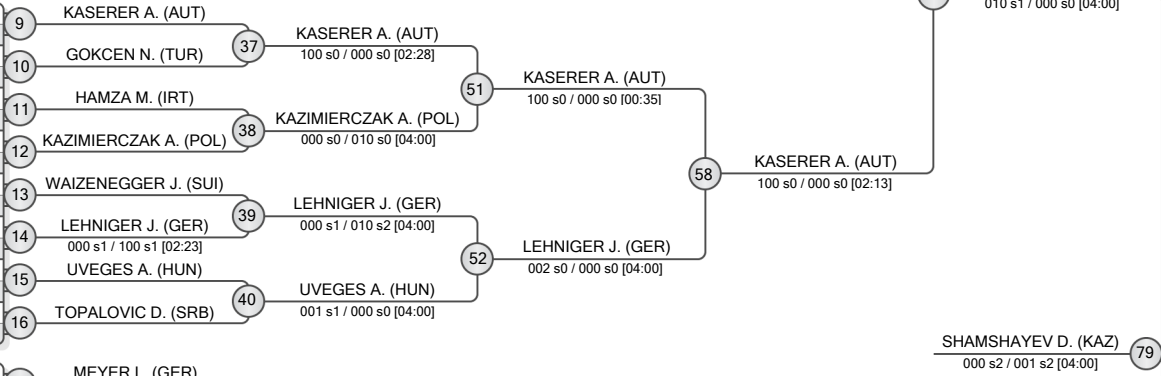 010 s1 / 000 s0 [04:00]
9
KASERER A. (AUT)
10
GOKCEN N. (TUR)
37
KASERER A. (AUT)
100 s0 / 000 s0 [02:28]
11
HAMZA M. (IRT)
12
KAZIMIERCZAK A. (POL)
38
KAZIMIERCZAK A. (POL)
000 s0 / 010 s0 [04:00]
51
KASERER A. (AUT)
100 s0 / 000 s0 [00:35]
13
WAIZENEGGER J. (SUI)
14
LEHNIGER J. (GER)
000 s1 / 100 s1 [02:23]
39
LEHNIGER J. (GER)
000 s1 / 010 s2 [04:00]
15
UVEGES A. (HUN)
16
TOPALOVIC D. (SRB)
40
UVEGES A. (HUN)
001 s1 / 000 s0 [04:00]
52
LEHNIGER J. (GER)
002 s0 / 000 s0 [04:00]
58
KASERER A. (AUT)
100 s0 / 000 s0 [02:13]
SHAMSHAYEV D. (KAZ)
000 s2 / 001 s2 [04:00]
79
MEYER L. (GER)